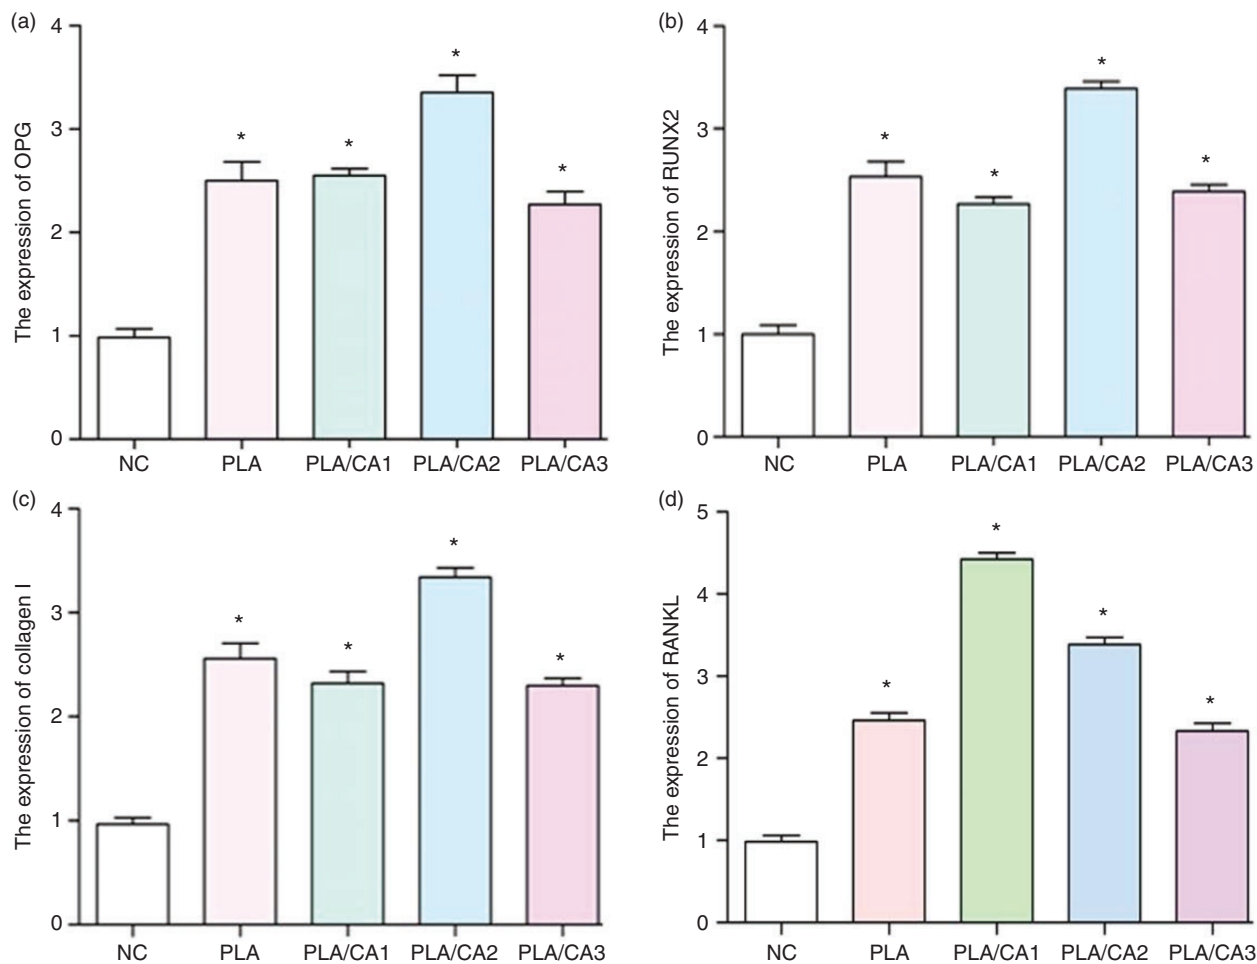 (a)
The expression of OPG
4
3
2
1
0
*
*
*
*
NC
PLA
PLA/CA1
PLA/CA2
PLA/CA3
(b)
The expression of RUNX2
4
3
2
1
0
*
*
*
*
NC
PLA
PLA/CA1
PLA/CA2
PLA/CA3
(c)
The expression of collagen I
4
3
2
1
0
*
*
*
*
NC
PLA
PLA/CA1
PLA/CA2
PLA/CA3
(d)
The expression of RANKL
5
4
3
2
1
0
*
*
*
*
NC
PLA
PLA/CA1
PLA/CA2
PLA/CA3